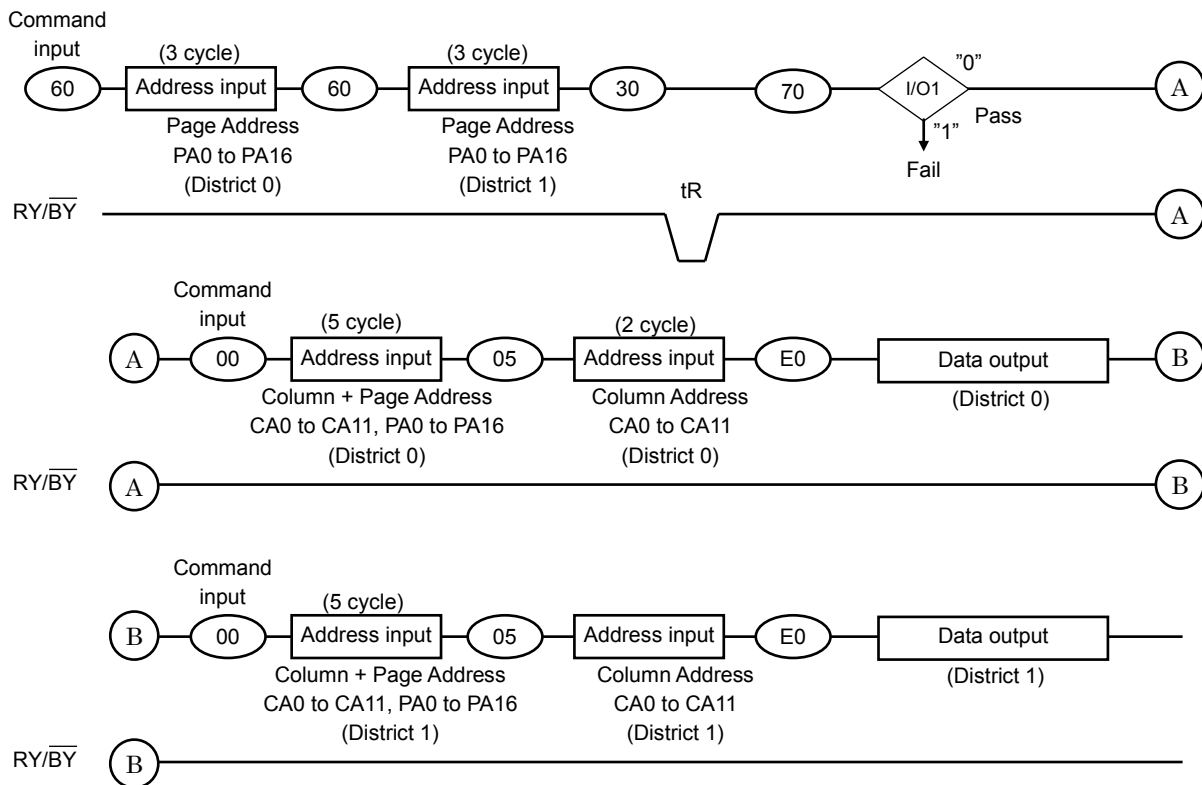 Command
input
(3 cycle)
(3 cycle)
"0"
60
Address input
60
Address input
30
70
I/O1
A
Page Address
PA0 to PA16
(District 0)
Page Address
PA0 to PA16
(District 1)
"1"
Pass
Fail
tR
RY/BY
A
Command
input
(5 cycle)
(2 cycle)
A
00
Address input
05
Address input
E0
Data output
B
Column + Page Address
CA0 to CA11, PA0 to PA16
(District 0)
Column Address
CA0 to CA11
(District 0)
(District 0)
RY/BY
A
B
Command
input
(5 cycle)
B
00
Address input
05
Address input
E0
Data output
Column + Page Address
CA0 to CA11, PA0 to PA16
(District 1)
Column Address
CA0 to CA11
(District 1)
(District 1)
RY/BY
B